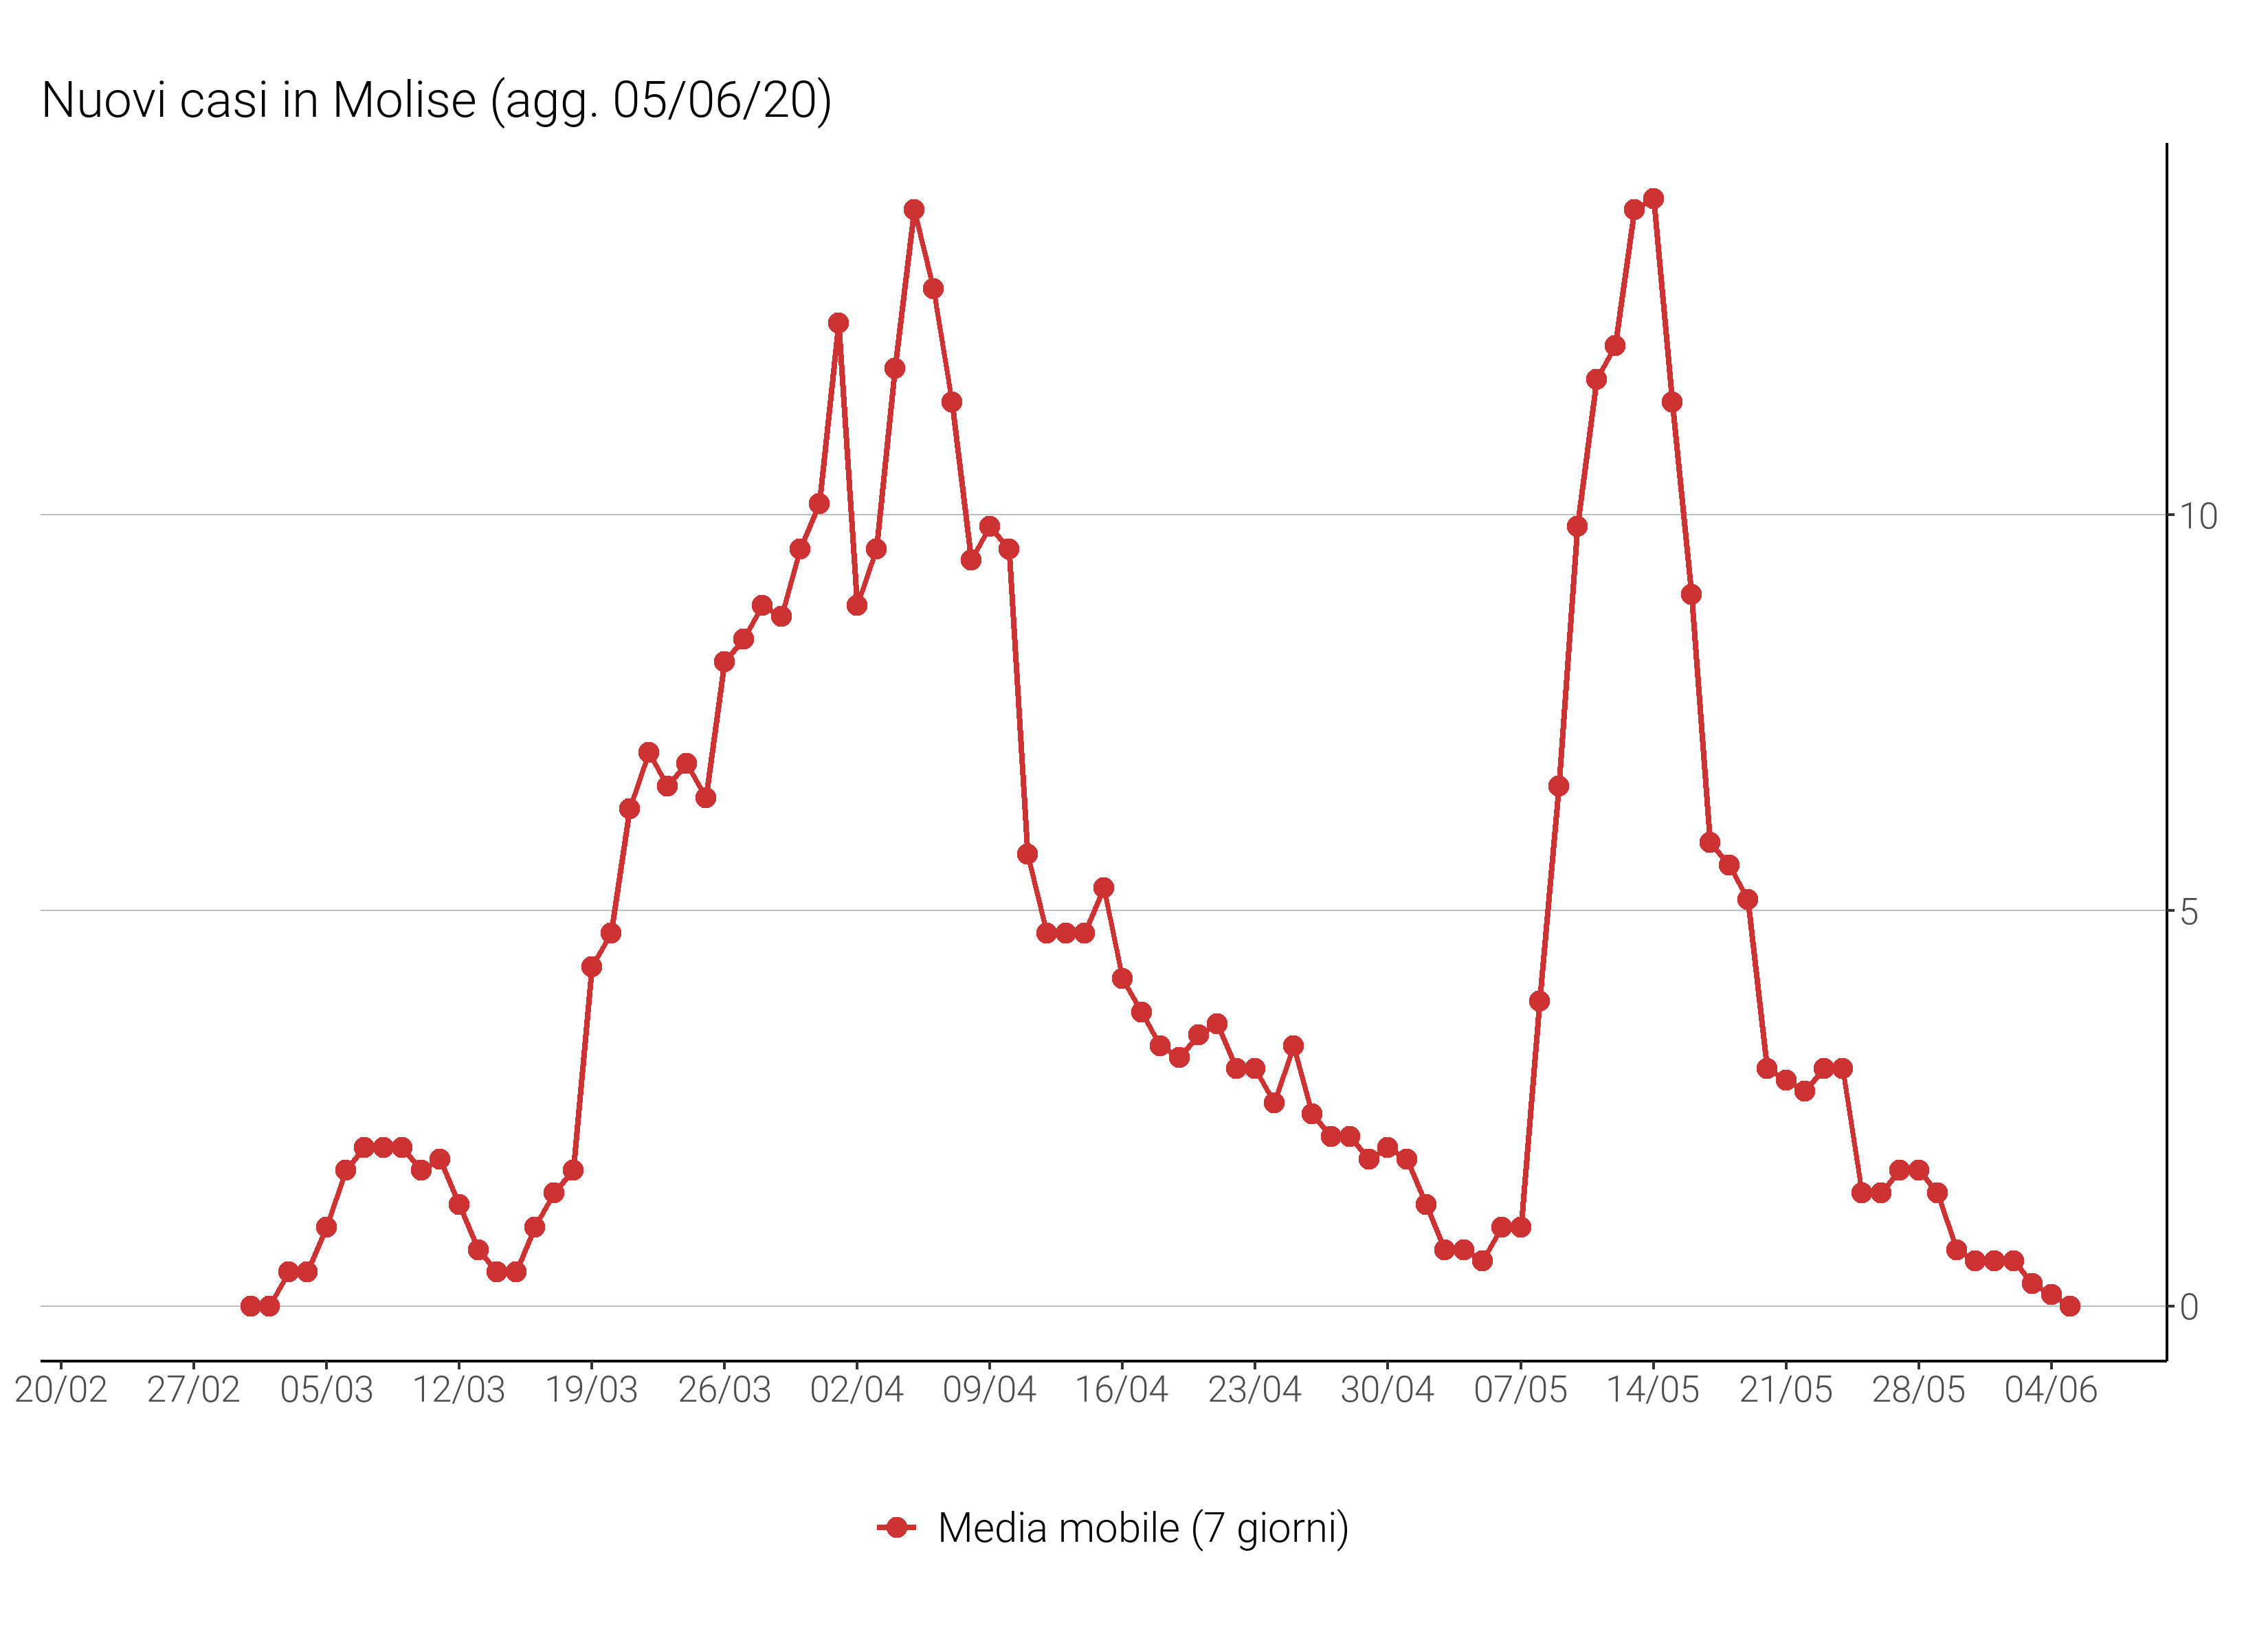 Nuovi casi in Molise (agg. 05/06/20)
10
5
0
20/02 27/02 05/03 12/03 19/03 26/03 02/04 09/04 16/04 23/04 30/04 07/05 14/05 21/05 28/05 04/06
Media mobile (7 giorni)